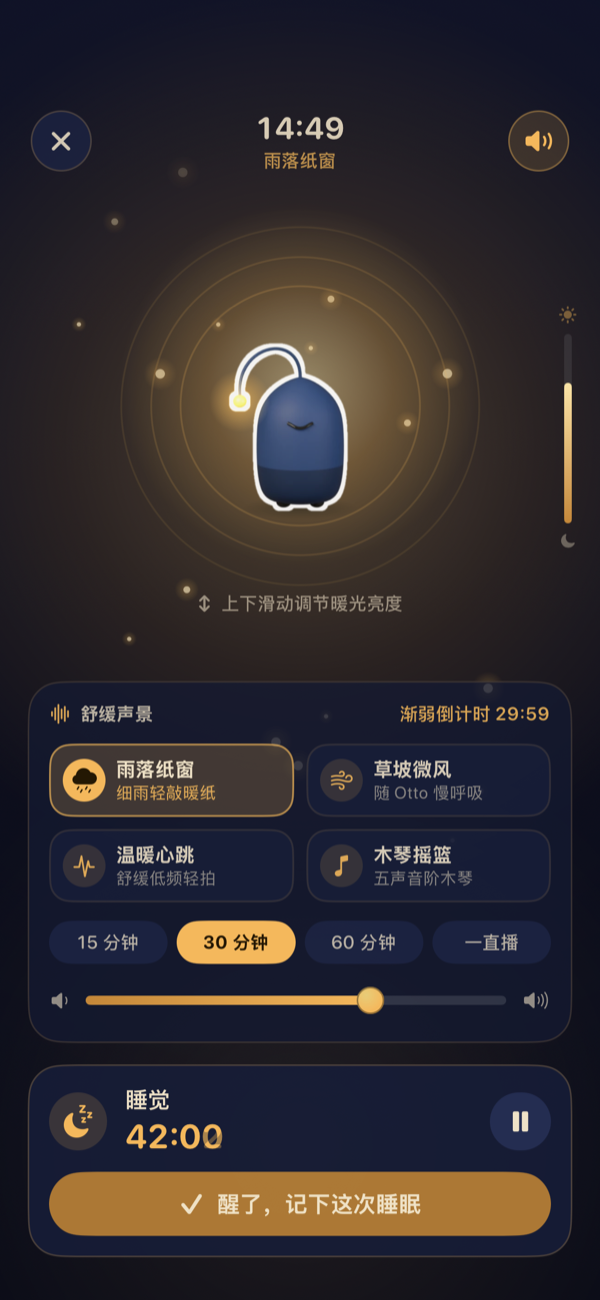 14:49
雨落纸窗
上下滑动调节暖光亮度
舒缓声景
渐弱倒计时 29:59
雨落纸窗
细雨轻敲暖纸
草坡微风
随 Otto 慢呼吸
温暖心跳
舒缓低频轻拍
木琴摇篮
五声音阶木琴
15 分钟
30 分钟
60 分钟
一直播
睡觉
42:00
醒了，记下这次睡眠